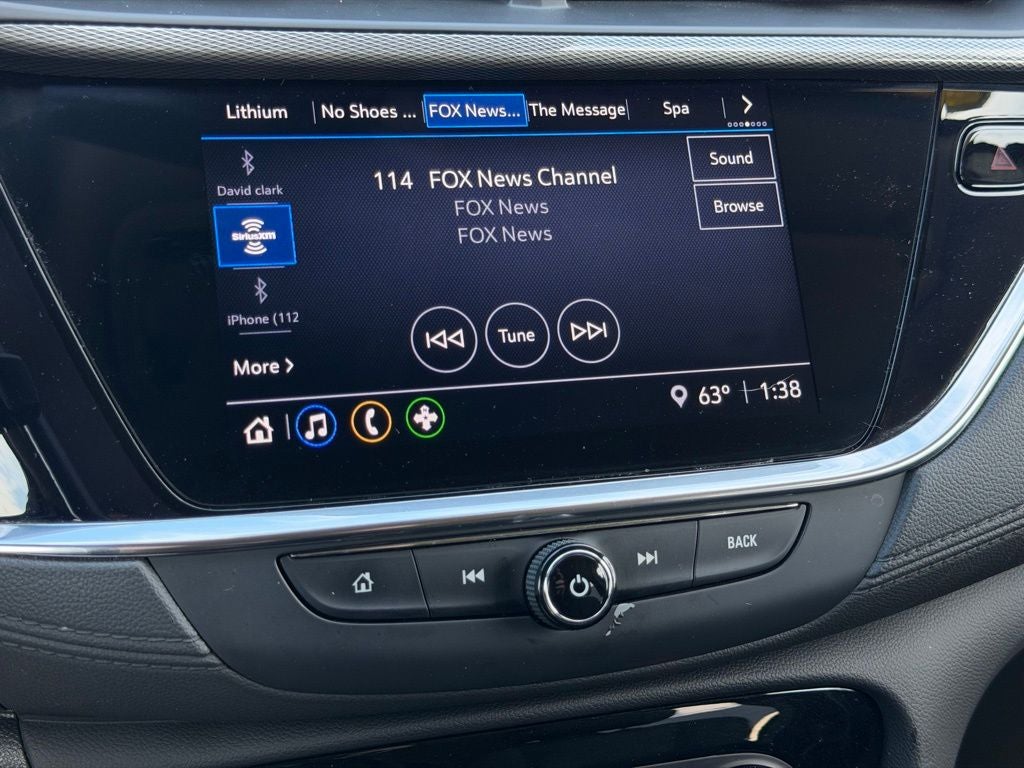 Lithium No Shoes ... FOX News... The Message Spa
David clark
114 FOX News Channel
Sound
FOX News
Browse
SiriusXM
FOX News
iPhone (112
Tune
More
63° 1:38
BACK